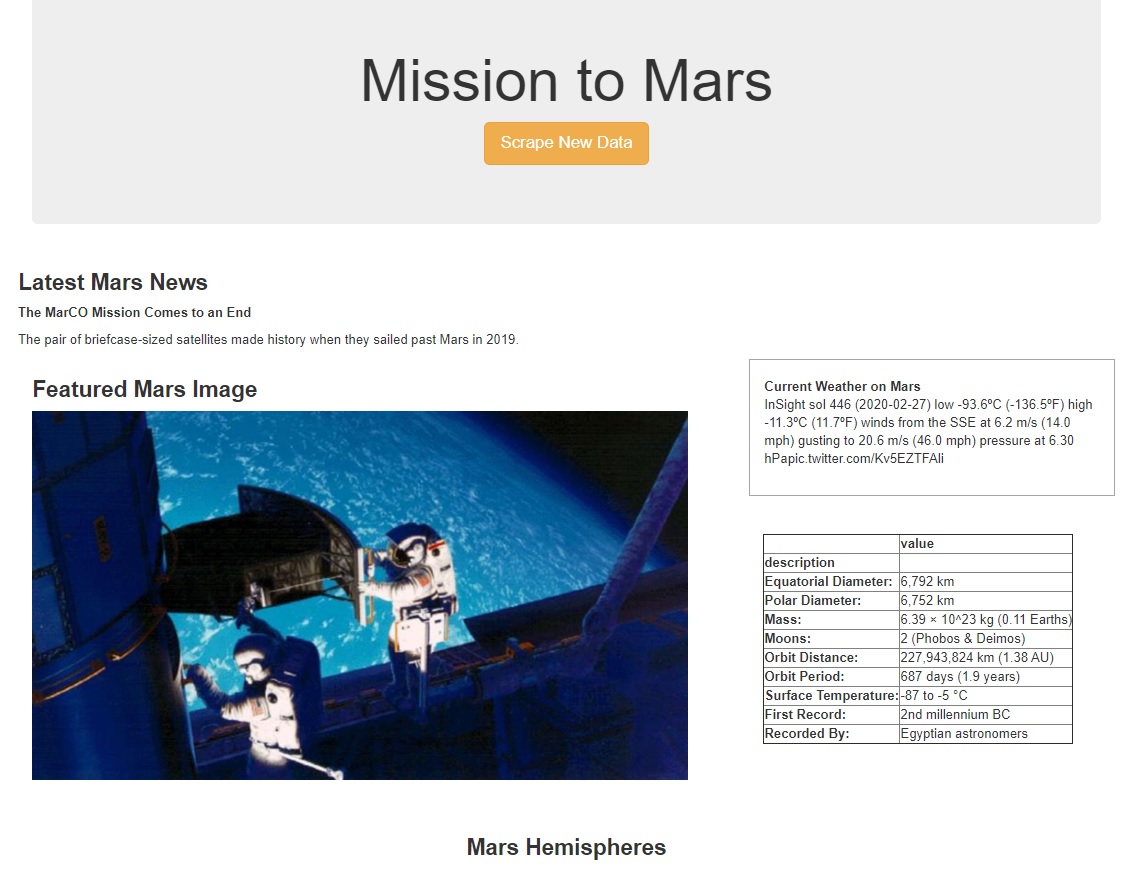 Mission to Mars
Scrape New Data
Latest Mars News
The MarCO Mission Comes to an End
The pair of briefcase-sized satellites made history when they sailed past Mars in 2019.
Featured Mars Image
Current Weather on Mars
InSight sol 446 (2020-02-27) low -93.6ºC (-136.5ºF) high
-11.3ºC (11.7ºF) winds from the SSE at 6.2 m/s (14.0
mph) gusting to 20.6 m/s (46.0 mph) pressure at 6.30
hPapic.twitter.com/Kv5EZTFAli
value
description
Equatorial Diameter: 6,792 km
Polar Diameter: 6,752 km
Mass: 6.39 × 10^23 kg (0.11 Earths)
Moons: 2 (Phobos & Deimos)
Orbit Distance: 227,943,824 km (1.38 AU)
Orbit Period: 687 days (1.9 years)
Surface Temperature: -87 to -5 °C
First Record: 2nd millennium BC
Recorded By: Egyptian astronomers
Mars Hemispheres